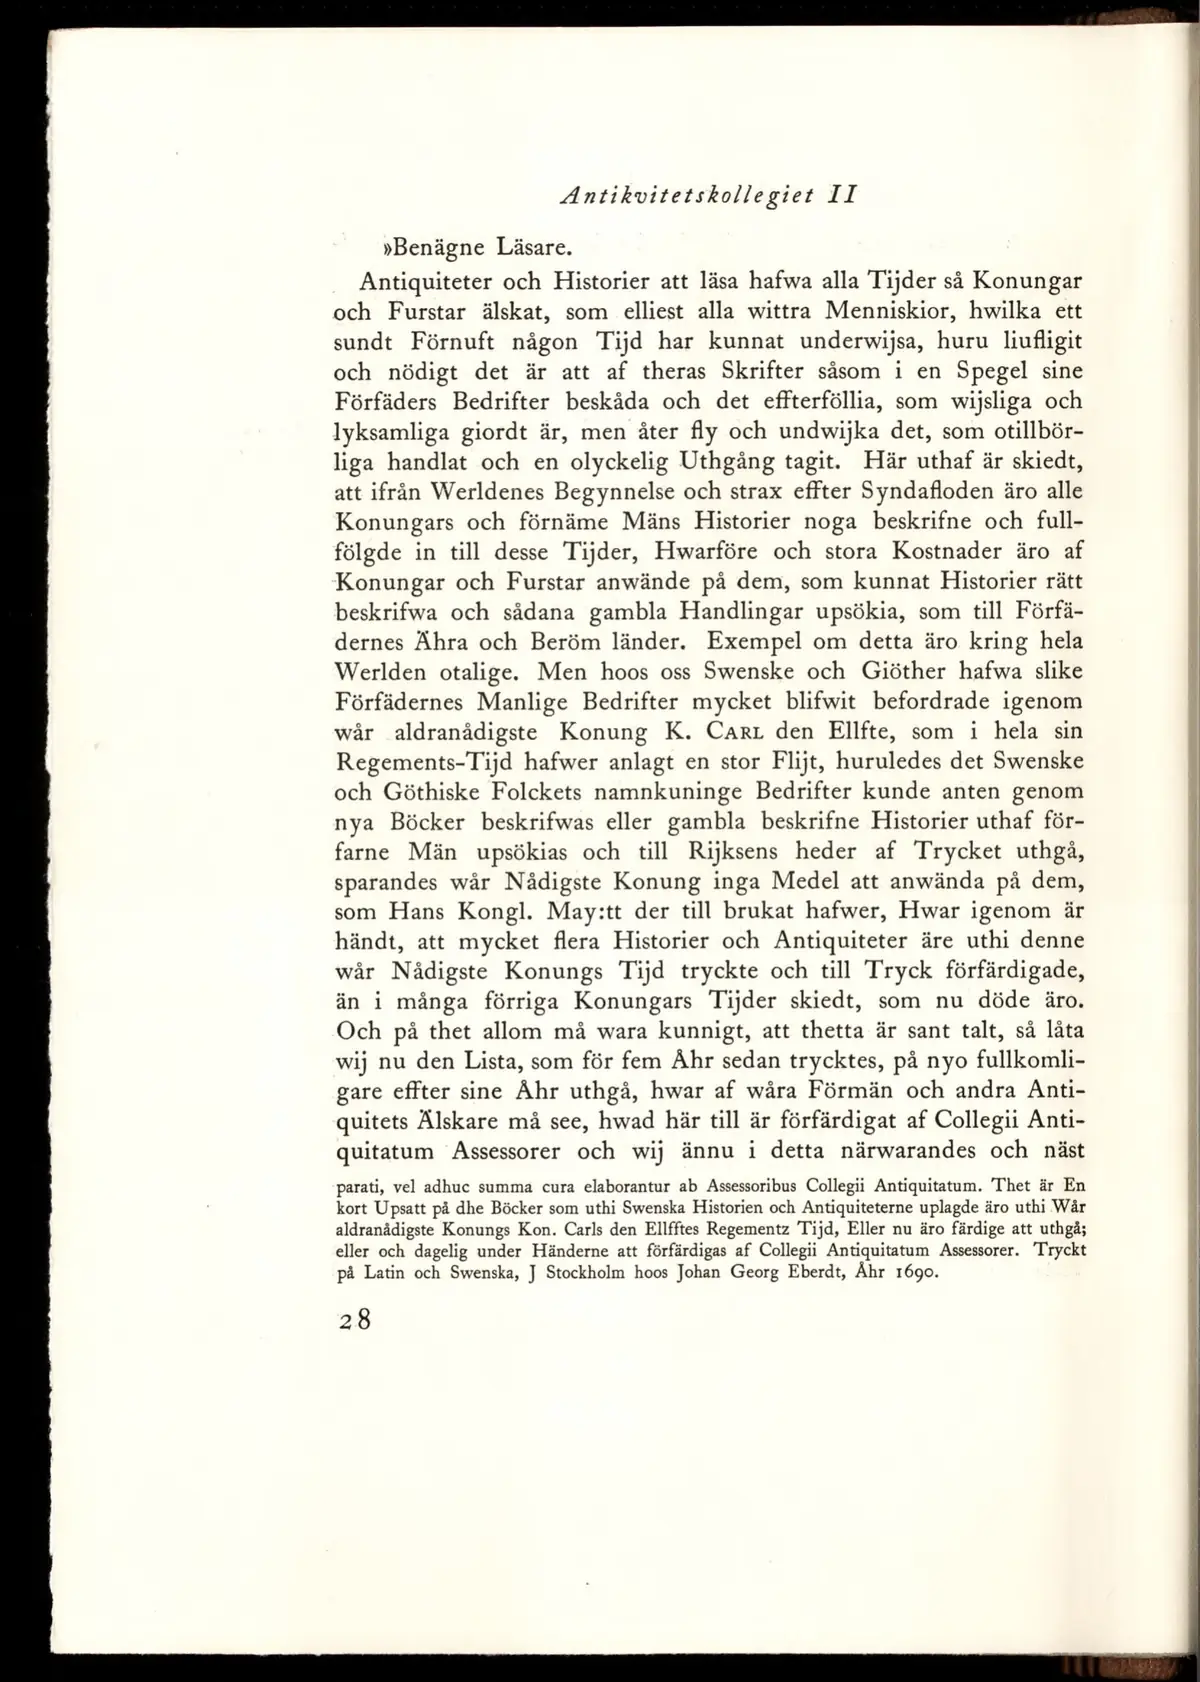 Antikvitetskollegiet II
»Benägne Läsare.
Antiquiteter och Historier att läsa hafwa alla Tijder så Konungar
och Furstar älskat, som elliest alla wittra Menniskior, hwilka ett
sundt Förnuft någon Tijd har kunnat underwijsa, huru liufligit
och nödigt det är att af theras Skrifter såsom i en Spegel sine
Förfäders Bedrifter beskåda och det effterföllia, som wijsliga och
lyksamliga giordt är, men åter fly och undwijka det, som otillbör-
liga handlat och en olyckelig Uthgång tagit. Här uthaf är skiedt,
att ifrån Werldenes Begynnelse och strax effter Syndafloden äro alle
Konungars och förnäme Mäns Historier noga beskrifne och full-
fölgde in till desse Tijder, Hwarföre och stora Kostnader äro af
Konungar och Furstar anwände på dem, som kunnat Historier rätt
beskrifwa och sådana gambla Handlingar upsökia, som till Förfä-
dernes Ähra och Beröm länder. Exempel om detta äro kring hela
Werlden otalige. Men hoos oss Swenske och Giöther hafwa slike
Förfädernes Manlige Bedrifter mycket blifwit befordrade igenom
wår aldranådigste Konung K. CARL den Ellfte, som i hela sin
Regements-Tijd hafwer anlagt en stor Flijt, huruledes det Swenske
och Göthiske Folckets namnkuninge Bedrifter kunde anten genom
nya Böcker beskrifwas eller gambla beskrifne Historier uthaf för-
farne Män upsökias och till Rijksens heder af Trycket uthgå,
sparandes wår Nådigste Konung inga Medel att anwända på dem,
som Hans Kongl. May:tt der till brukat hafwer, Hwar igenom är
händt, att mycket flera Historier och Antiquiteter äre uthi denne
wår Nådigste Konungs Tijd tryckte och till Tryck förfärdigade,
än i många förriga Konungars Tijder skiedt, som nu döde äro.
Och på thet allom må wara kunnigt, att thetta är sant talt, så låta
wij nu den Lista, som för fem Åhr sedan trycktes, på nyo fullkomli-
gare effter sine Åhr uthgå, hwar af wåra Förmän och andra Anti-
quitets Älskare må see, hwad här till är förfärdigat af Collegii Anti-
quitatum Assessorer och wij ännu i detta närwarandes och näst
parati, vel adhuc summa cura elaborantur ab Assessoribus Collegii Antiquitatum. Thet är En
kort Upsatt på dhe Böcker som uthi Swenska Historien och Antiquiteterne uplagde äro uthi Wår
aldranådigste Konungs Kon. Carls den Ellfftes Regementz Tijd, Eller nu äro färdige att uthgå;
eller och dagelig under Händerne att förfärdigas af Collegii Antiquitatum Assessorer. Tryckt
på Latin och Swenska, J Stockholm hoos Johan Georg Eberdt, Åhr 1690.
28